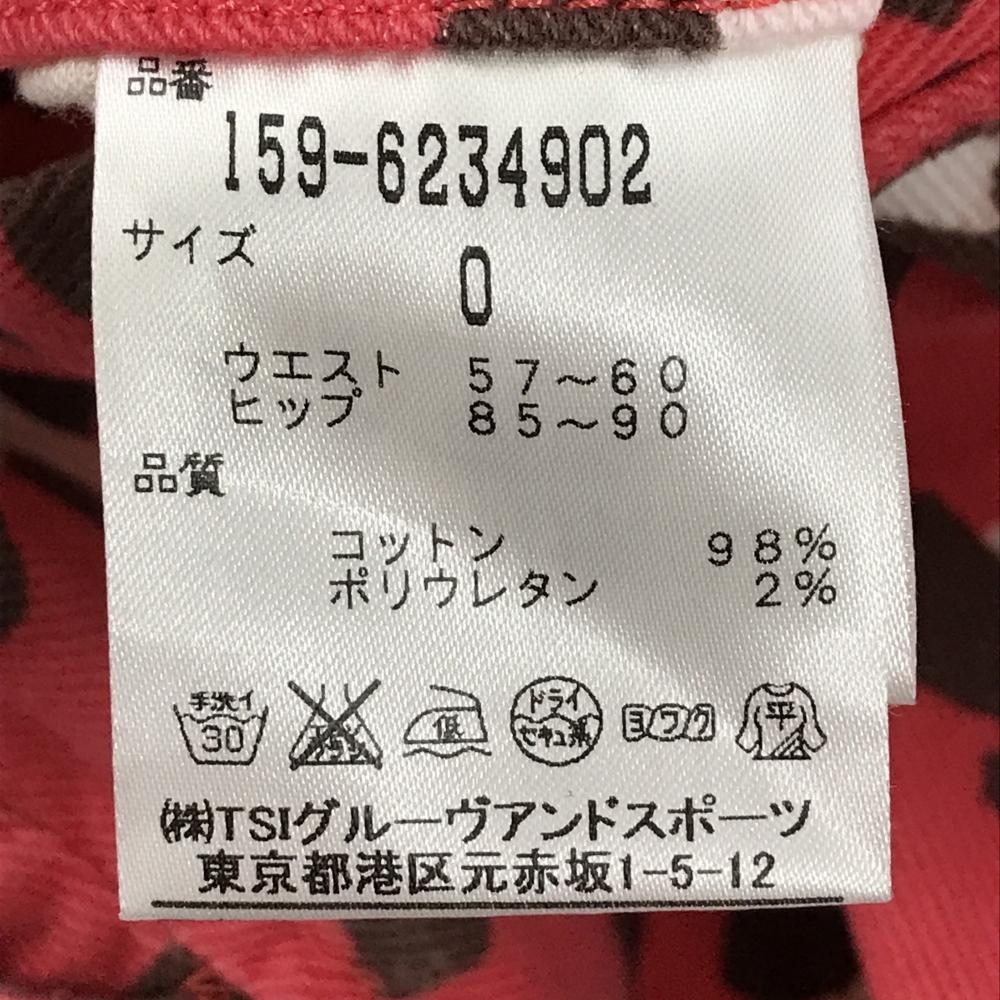 品番
159-6234902
サイズ
0
ウエスト 57〜60
ヒップ 85〜90
品質
コットン 98%
ポリウレタン 2%
手洗イ 30 低 ドライ セキユ系 ヨワク 平
(株)TSIグルーヴアンドスポーツ
東京都港区元赤坂1-5-12